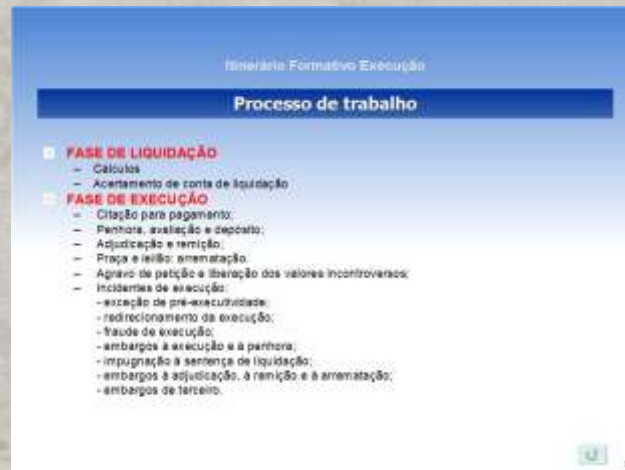 Itinerário Formativo Execução
Processo de trabalho
FASE DE LIQUIDAÇÃO
– Cálculos
– Acertamento de conta de liquidação
FASE DE EXECUÇÃO
– Citação para pagamento;
– Penhora, avaliação e depósito;
– Adjudicação e remição;
– Praça e leilão: arrematação.
– Agravo de petição e liberação dos valores incontroversos;
– Incidentes de execução:
- exceção de pré-executividade;
- redirecionamento da execução;
- fraude de execução;
- embargos à execução e à penhora;
- impugnação à sentença de liquidação;
- embargos à adjudicação, à remição e à arrematação;
- embargos de terceiro.